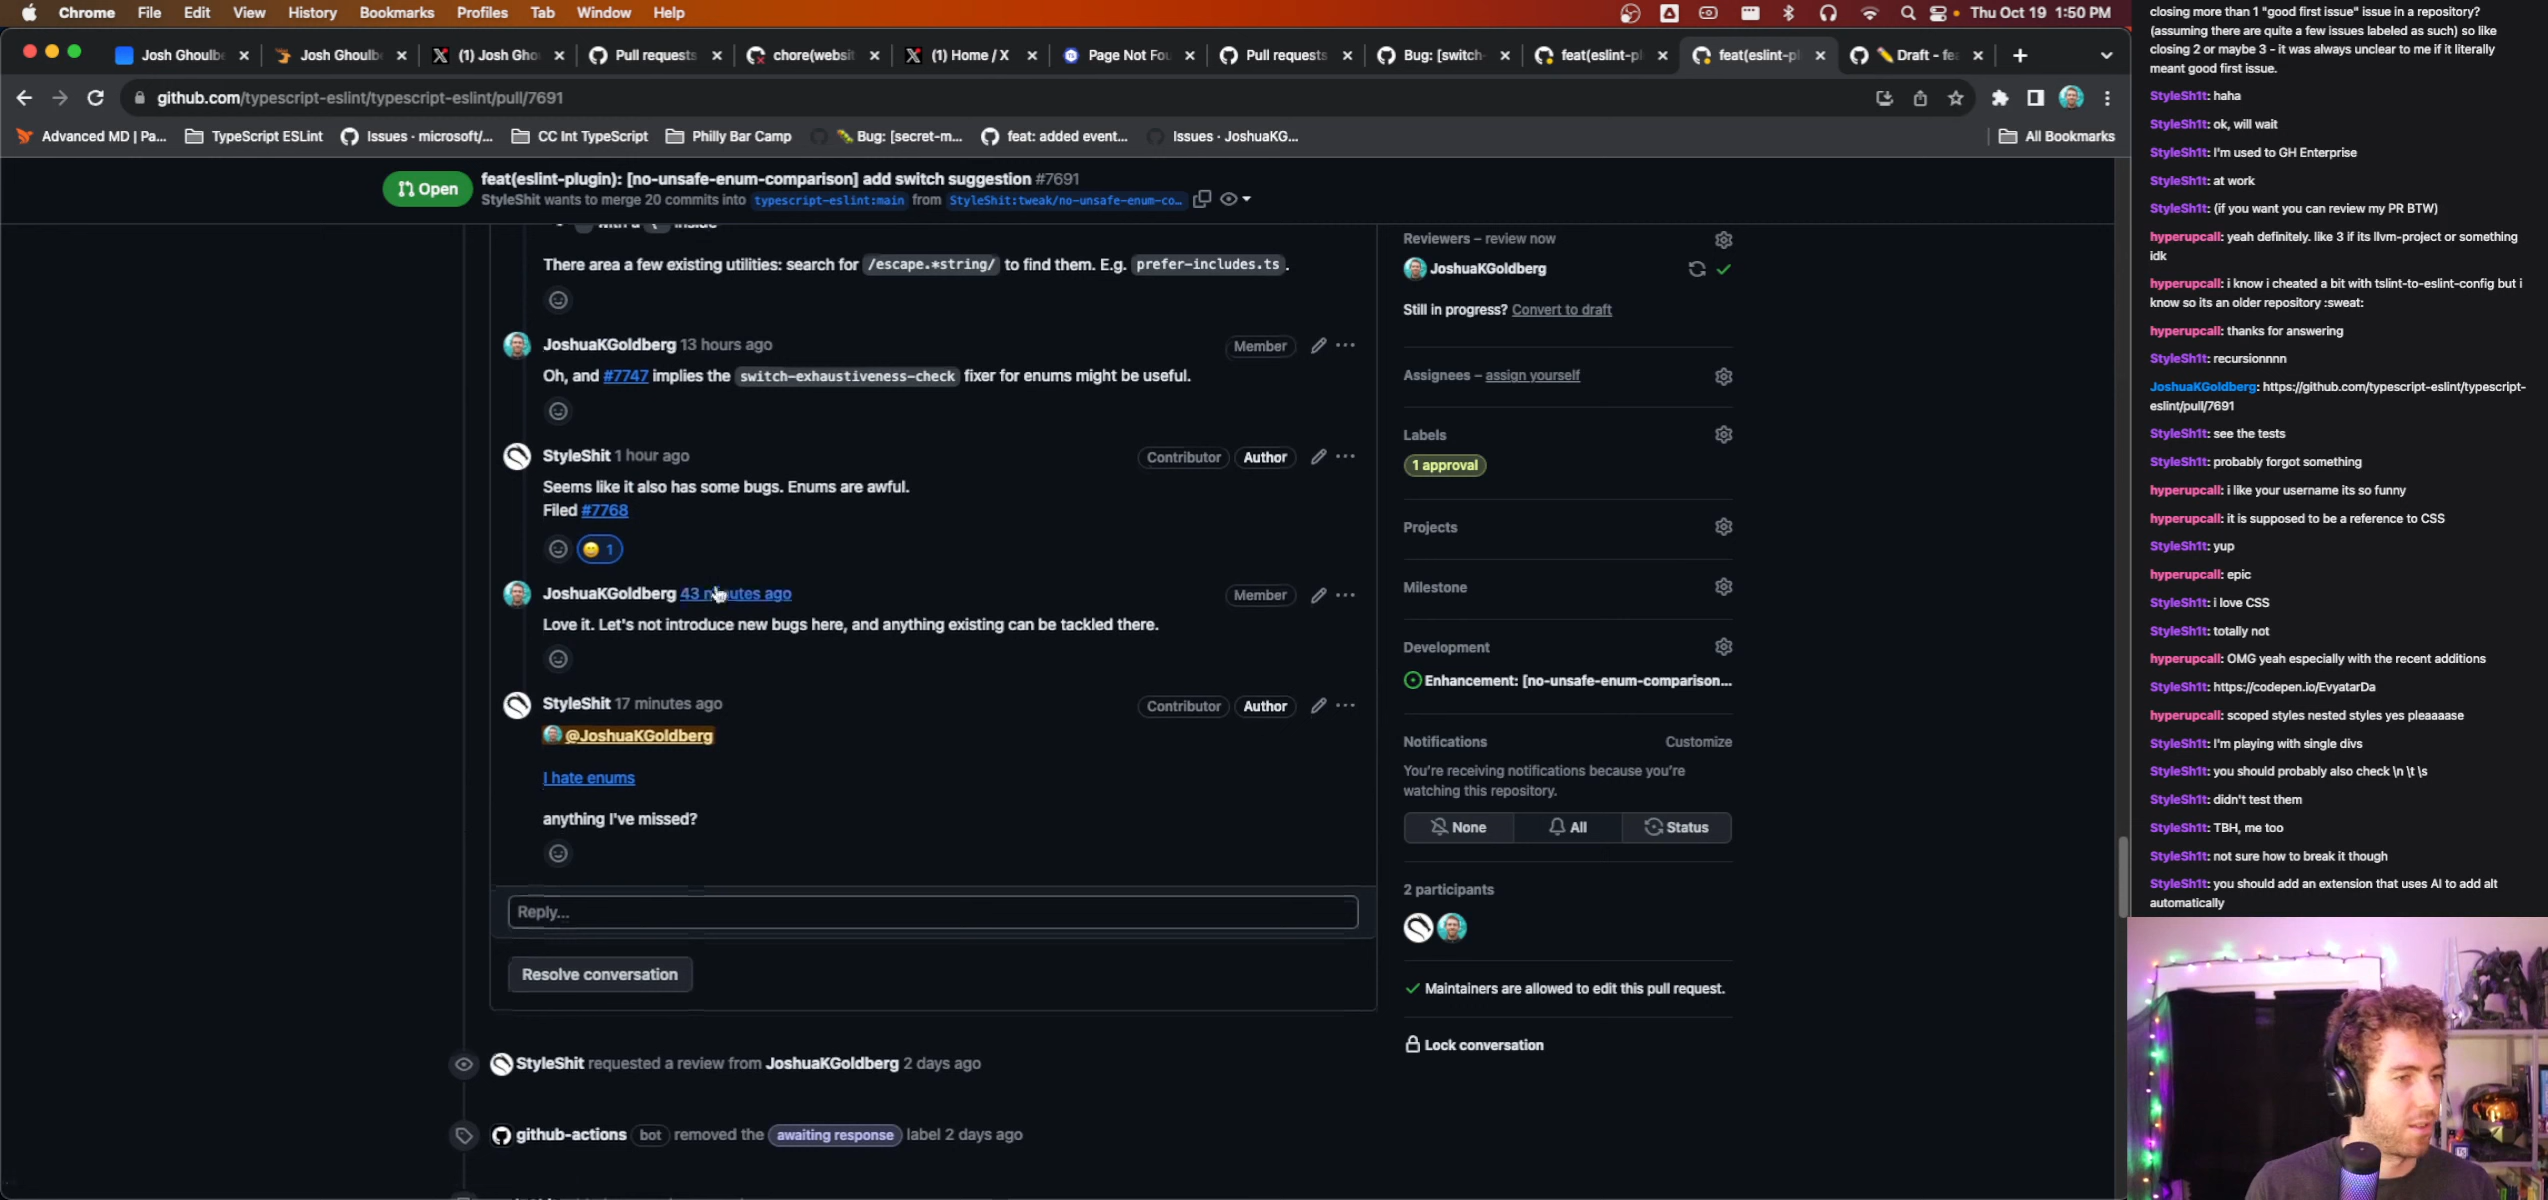 Chrome File Edit View History Bookmarks Profiles Tab Window Help
Thu Oct 19 1:50 PM
Josh Ghoulbe
Josh Ghoulb
(1) Josh Gho
Pull requests
chore(websit
(1) Home / X
Page Not Fou
Pull requests
Bug: [switch-
feat(eslint-pl
feat(eslint-pl
Draft - fea
github.com/typescript-eslint/typescript-eslint/pull/7691
Advanced MD | Pa...
TypeScript ESLint
Issues · microsoft/...
CC Int TypeScript
Philly Bar Camp
Bug: [secret-m...
feat: added event...
Issues · JoshuaKG...
All Bookmarks
Open
feat(eslint-plugin): [no-unsafe-enum-comparison] add switch suggestion #7691
StyleShit wants to merge 20 commits into typescript-eslint:main from StyleShit:tweak/no-unsafe-enum-co…
with a inside
There area a few existing utilities: search for /escape.*string/ to find them. E.g. prefer-includes.ts.
JoshuaKGoldberg 13 hours ago
Member
Oh, and #7747 implies the switch-exhaustiveness-check fixer for enums might be useful.
StyleShit 1 hour ago
Contributor
Author
Seems like it also has some bugs. Enums are awful.
Filed #7768
1
JoshuaKGoldberg 43 minutes ago
Member
Love it. Let's not introduce new bugs here, and anything existing can be tackled there.
StyleShit 17 minutes ago
Contributor
Author
@JoshuaKGoldberg
I hate enums
anything I've missed?
Reply...
Resolve conversation
StyleShit requested a review from JoshuaKGoldberg 2 days ago
github-actions bot removed the awaiting response label 2 days ago
Reviewers – review now
JoshuaKGoldberg
Still in progress? Convert to draft
Assignees – assign yourself
Labels
1 approval
Projects
Milestone
Development
Enhancement: [no-unsafe-enum-comparison...
Notifications
Customize
You're receiving notifications because you're
watching this repository.
None
All
Status
2 participants
Maintainers are allowed to edit this pull request.
Lock conversation
closing more than 1 "good first issue" issue in a repository?
(assuming there are quite a few issues labeled as such) so like
closing 2 or maybe 3 - it was always unclear to me if it literally
meant good first issue.
StyleSh1t: haha
StyleSh1t: ok, will wait
StyleSh1t: I'm used to GH Enterprise
StyleSh1t: at work
StyleSh1t: (if you want you can review my PR BTW)
hyperupcall: yeah definitely. like 3 if its llvm-project or something
idk
hyperupcall: i know i cheated a bit with tslint-to-eslint-config but i
know so its an older repository :sweat:
hyperupcall: thanks for answering
StyleSh1t: recursionnnn
JoshuaKGoldberg: https://github.com/typescript-eslint/typescript-
eslint/pull/7691
StyleSh1t: see the tests
StyleSh1t: probably forgot something
hyperupcall: i like your username its so funny
hyperupcall: it is supposed to be a reference to CSS
StyleSh1t: yup
hyperupcall: epic
StyleSh1t: i love CSS
StyleSh1t: totally not
hyperupcall: OMG yeah especially with the recent additions
StyleSh1t: https://codepen.io/EvyatarDa
hyperupcall: scoped styles nested styles yes pleaaaase
StyleSh1t: I'm playing with single divs
StyleSh1t: you should probably also check \n \t \s
StyleSh1t: didn't test them
StyleSh1t: TBH, me too
StyleSh1t: not sure how to break it though
StyleSh1t: you should add an extension that uses AI to add alt
automatically